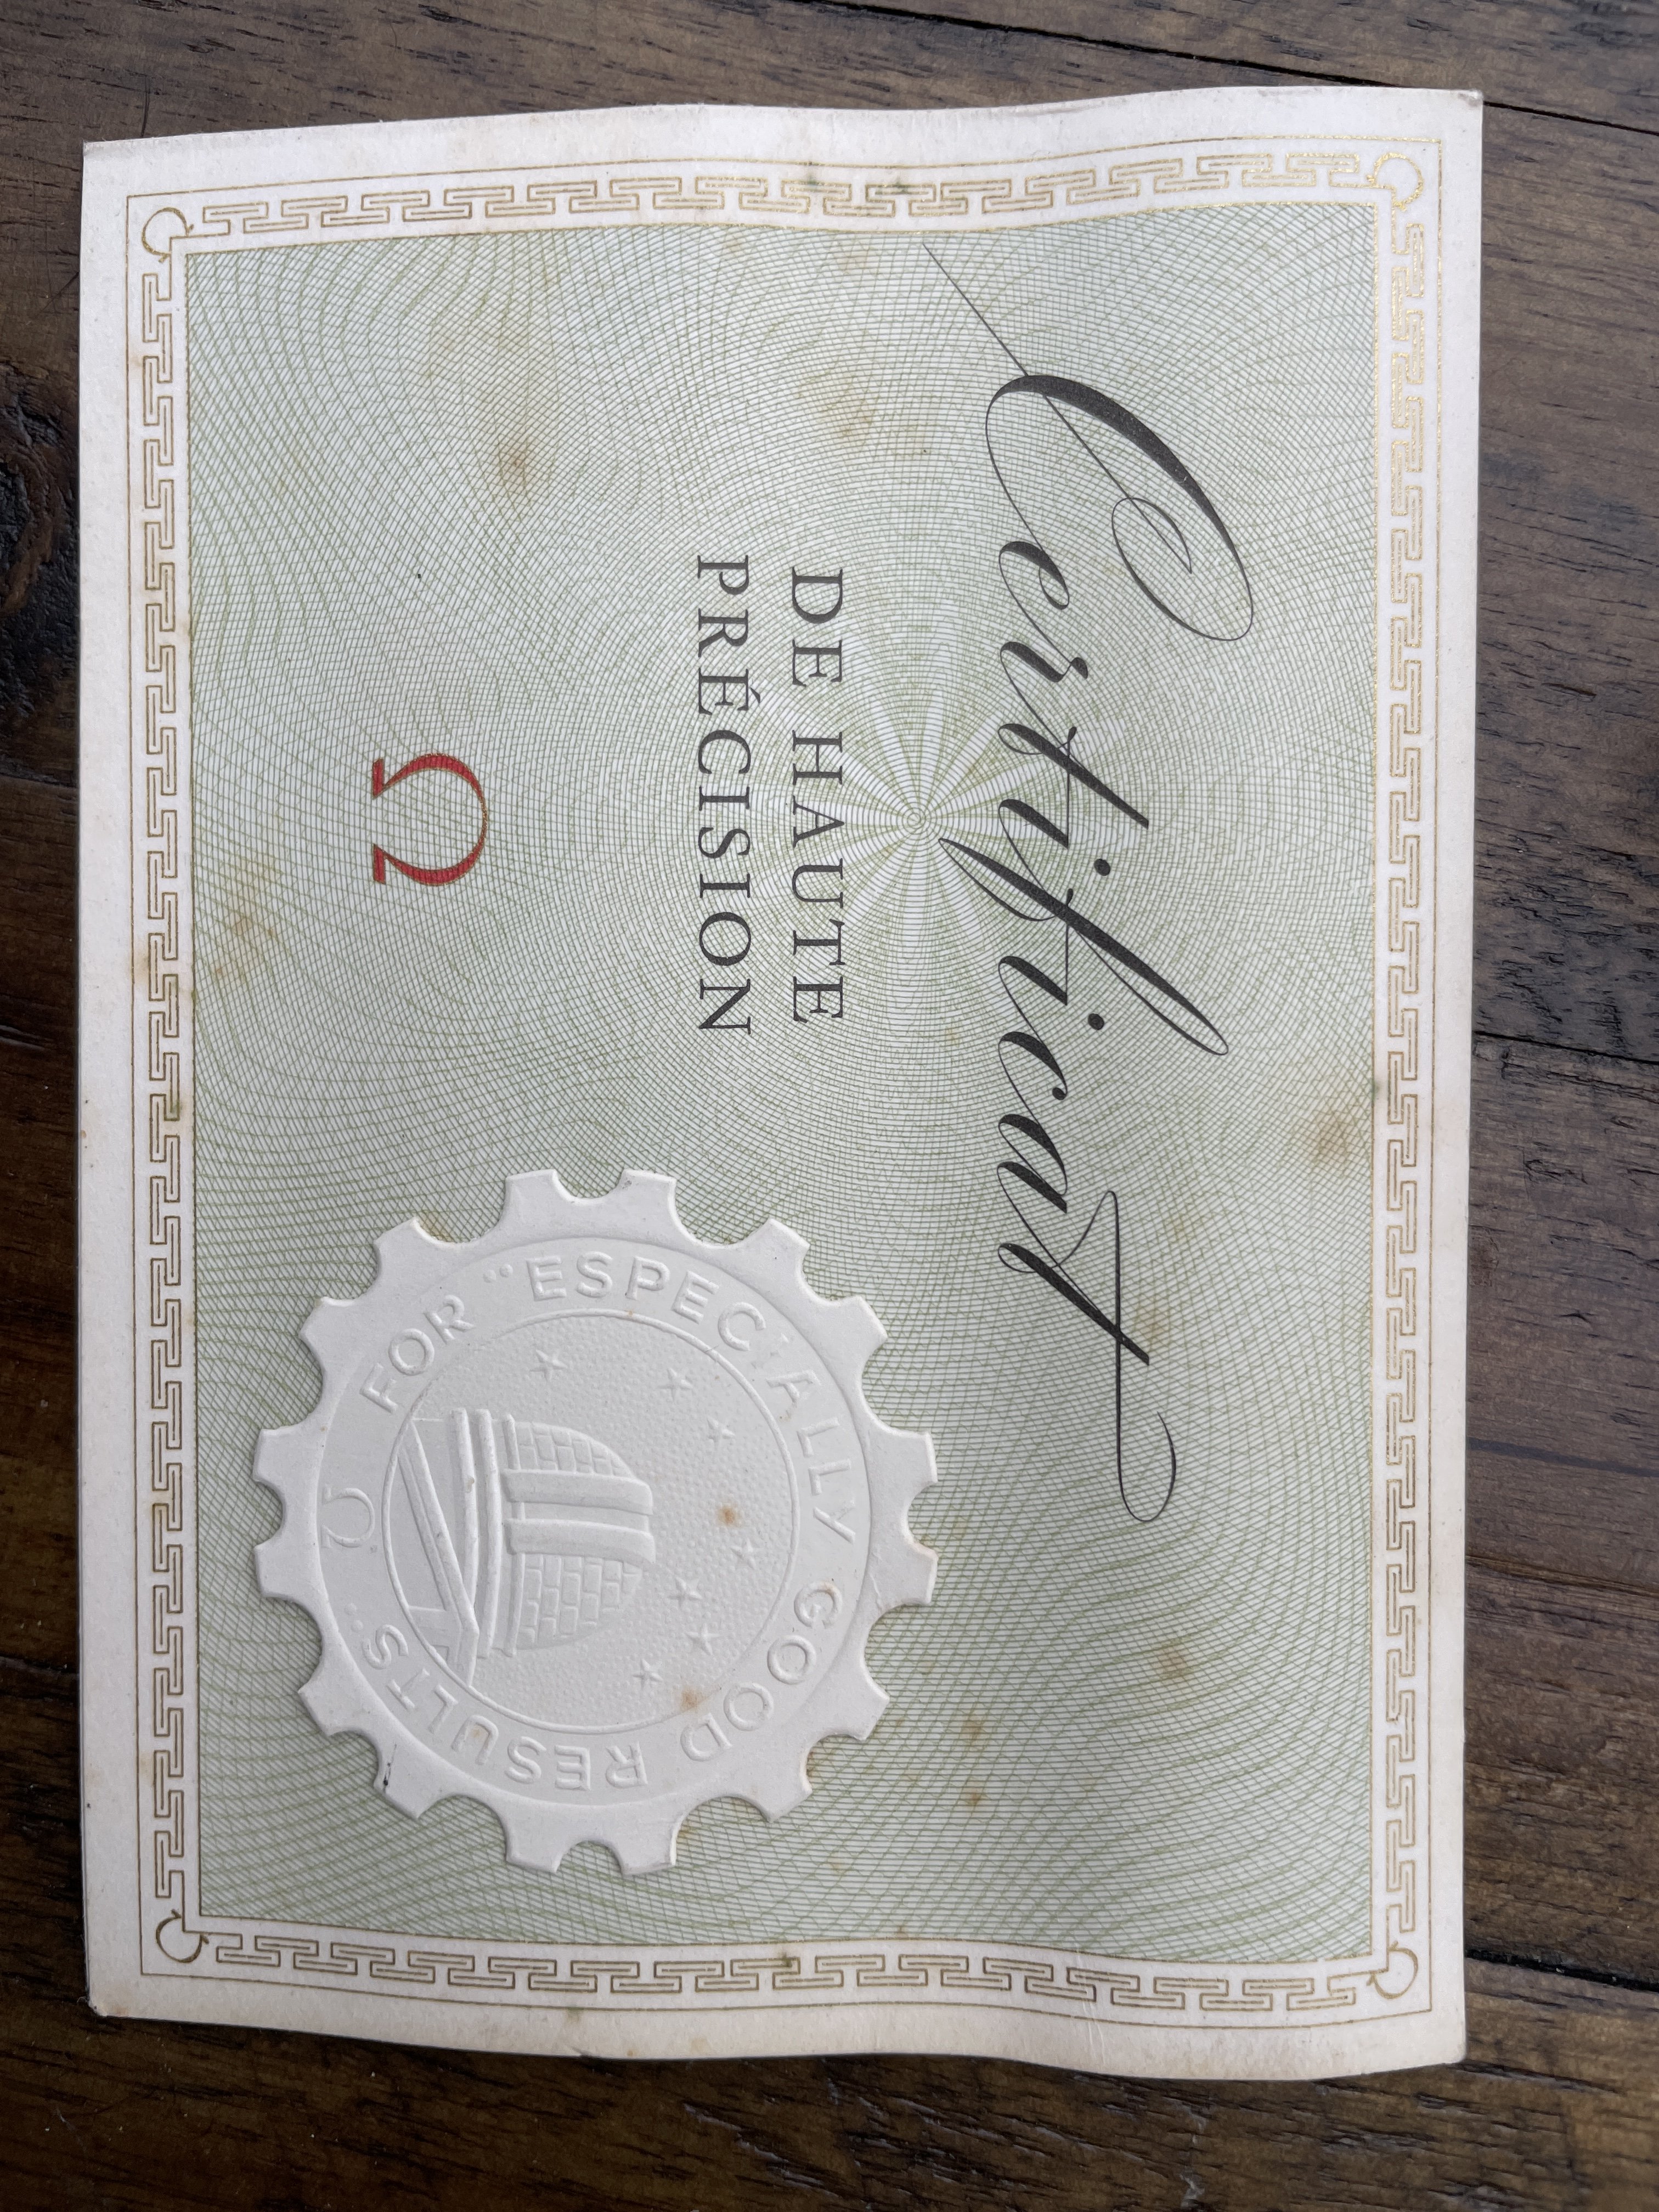 Certificat
DE HAUTE
PRÉCISION
Ω
FOR "ESPECIALLY GOOD RESULTS"
Ω